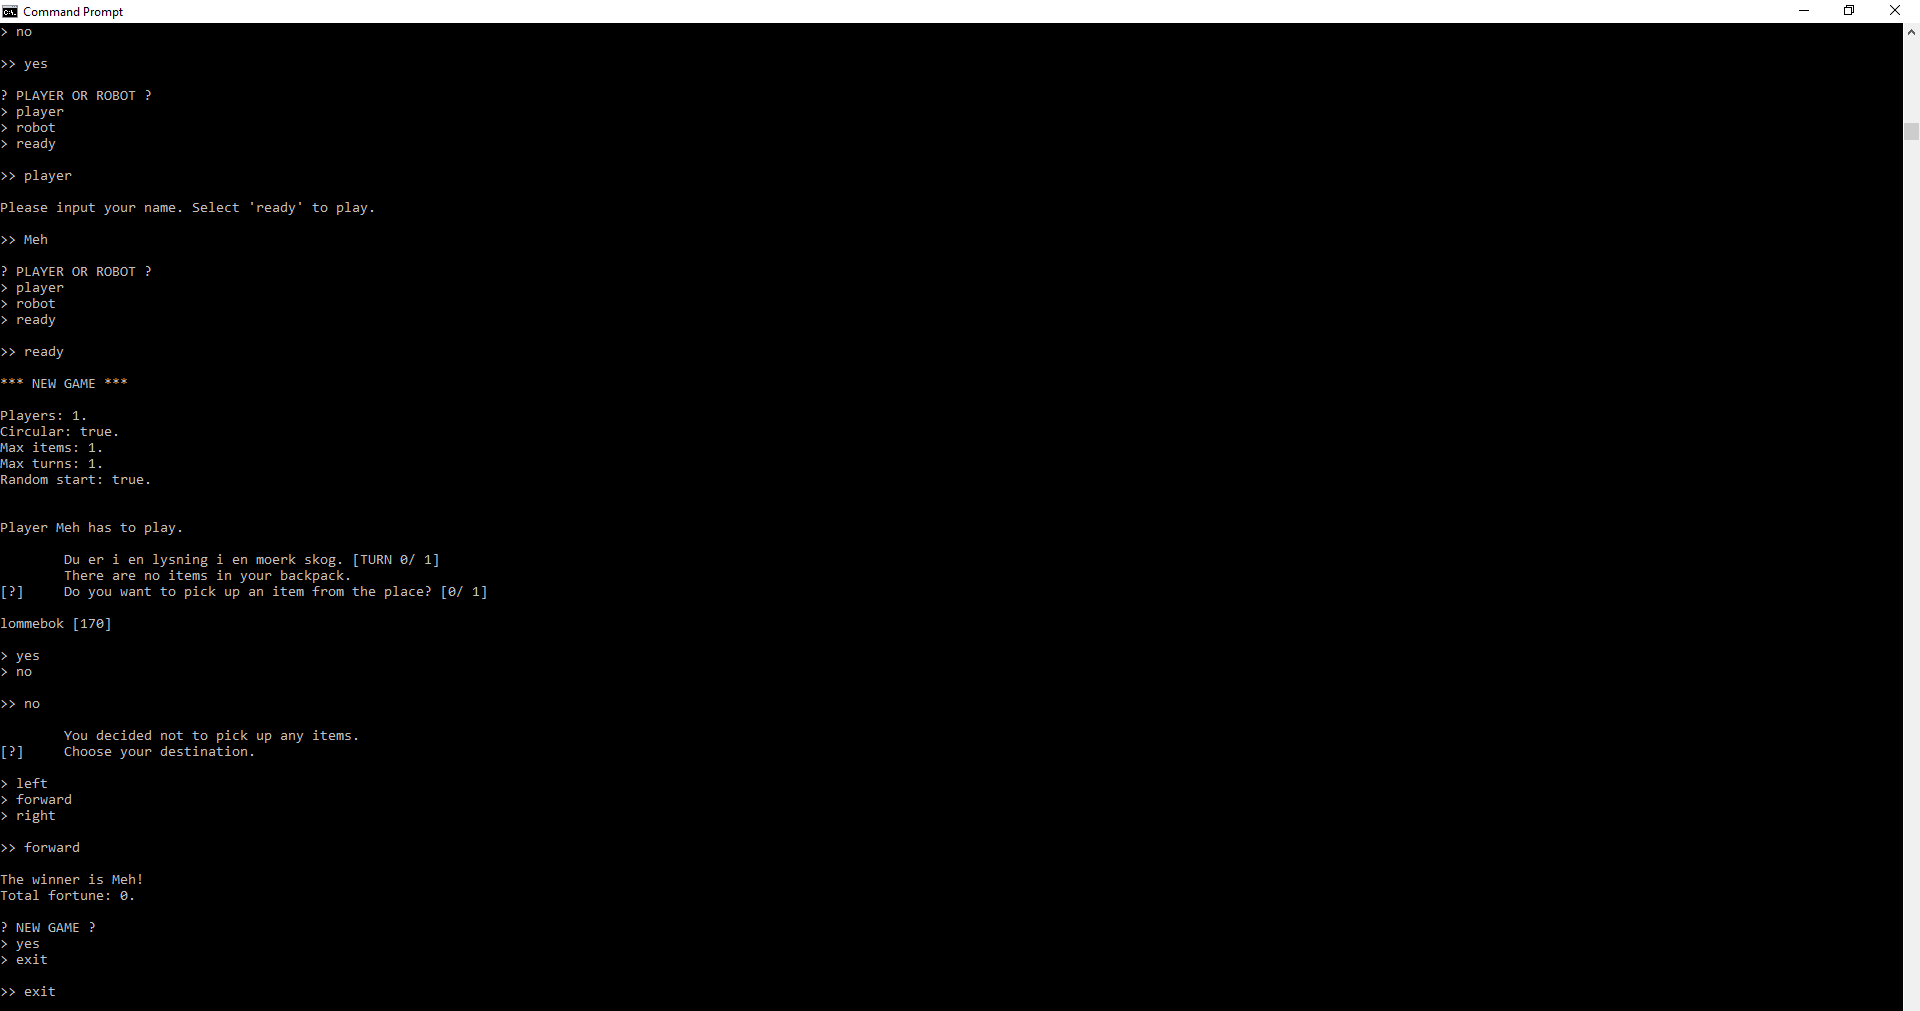 Command Prompt
> no
>> yes
? PLAYER OR ROBOT ?
> player
> robot
> ready
>> player
Please input your name. Select 'ready' to play.
>> Meh
? PLAYER OR ROBOT ?
> player
> robot
> ready
>> ready
*** NEW GAME ***
Players: 1.
Circular: true.
Max items: 1.
Max turns: 1.
Random start: true.
Player Meh has to play.
Du er i en lysning i en moerk skog. [TURN 0/ 1]
There are no items in your backpack.
[?] Do you want to pick up an item from the place? [0/ 1]
lommebok [170]
> yes
> no
>> no
You decided not to pick up any items.
[?] Choose your destination.
> left
> forward
> right
>> forward
The winner is Meh!
Total fortune: 0.
? NEW GAME ?
> yes
> exit
>> exit